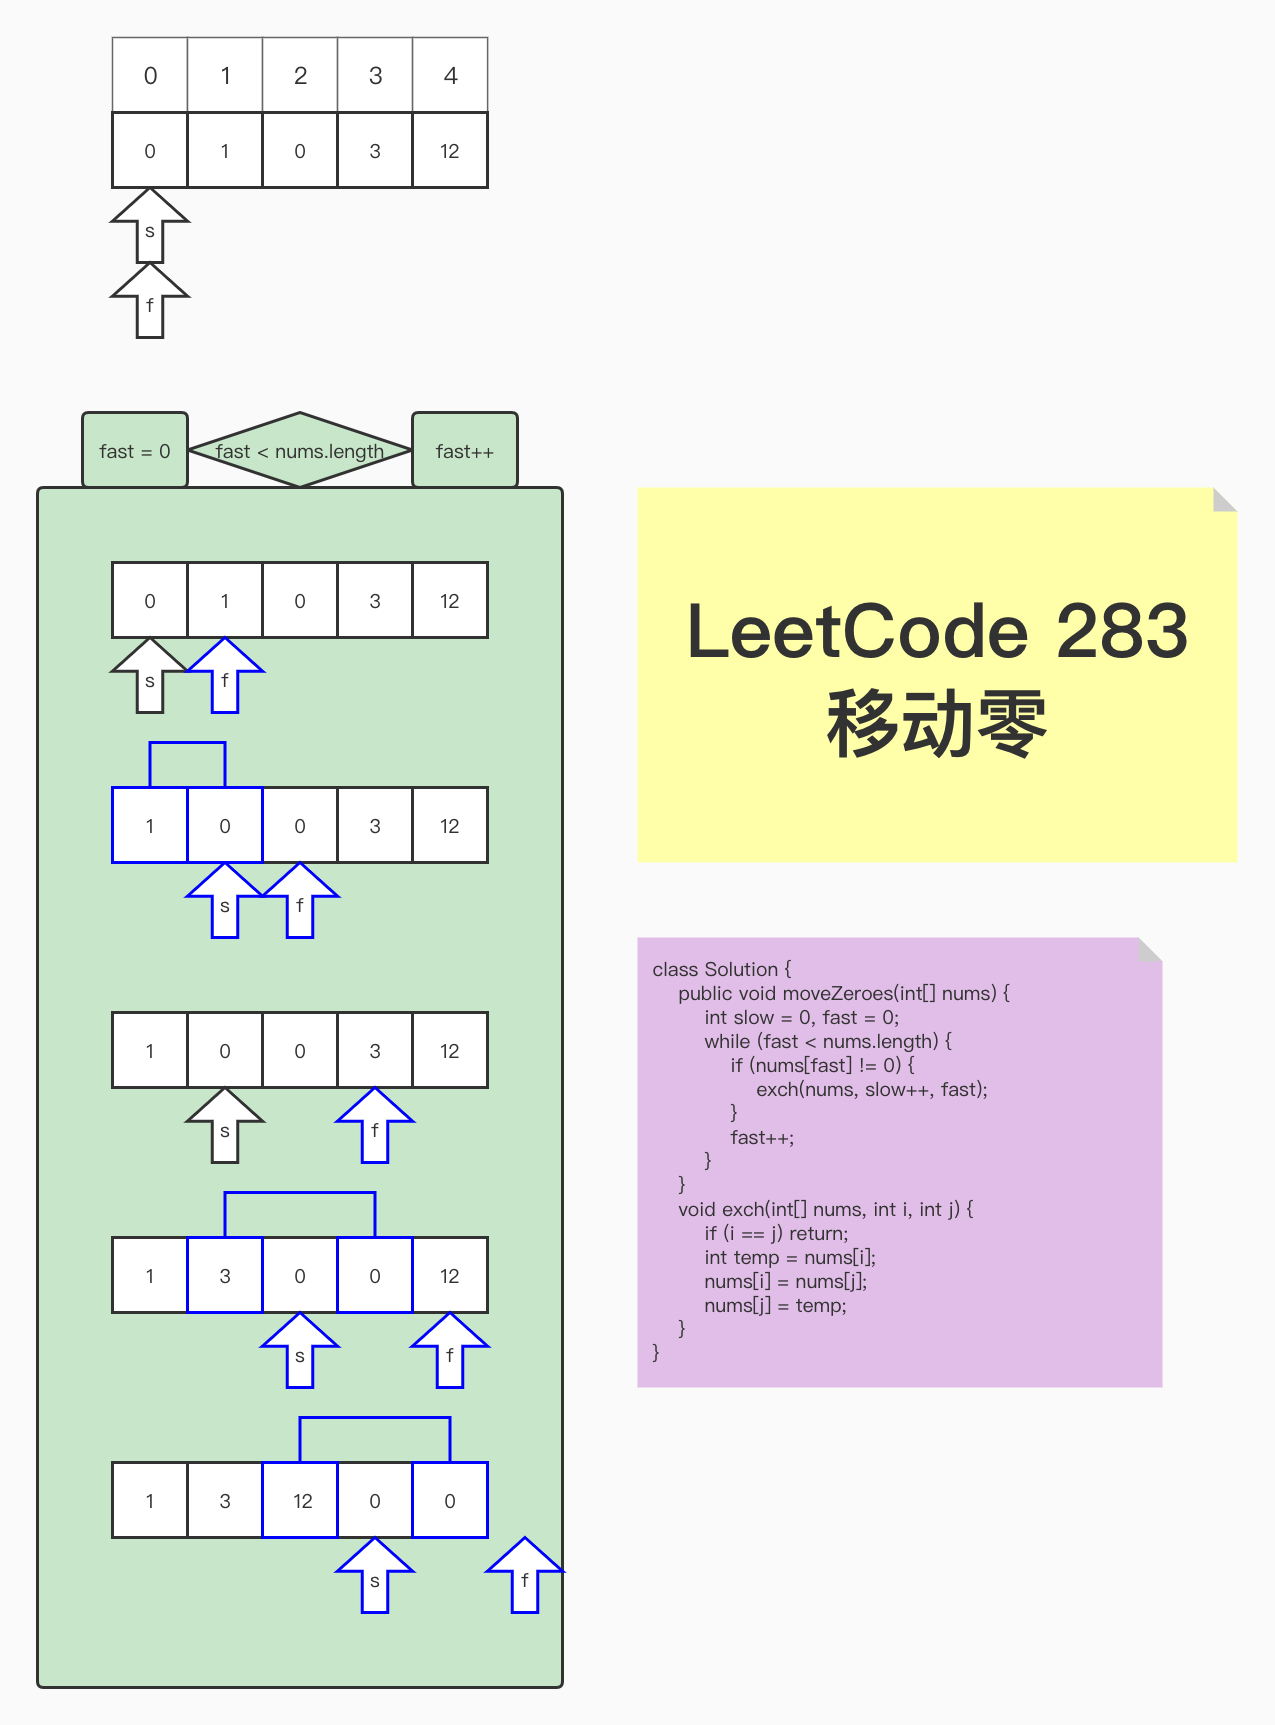 0 1 2 3 4
0 1 0 3 12
s
f
fast = 0 fast < nums.length fast++
0 1 0 3 12
s f
1 0 0 3 12
s f
1 0 0 3 12
s f
1 3 0 0 12
s f
1 3 12 0 0
s f
LeetCode 283
移动零
class Solution {
public void moveZeroes(int[] nums) {
int slow = 0, fast = 0;
while (fast < nums.length) {
if (nums[fast] != 0) {
exch(nums, slow++, fast);
}
fast++;
}
}
void exch(int[] nums, int i, int j) {
if (i == j) return;
int temp = nums[i];
nums[i] = nums[j];
nums[j] = temp;
}
}